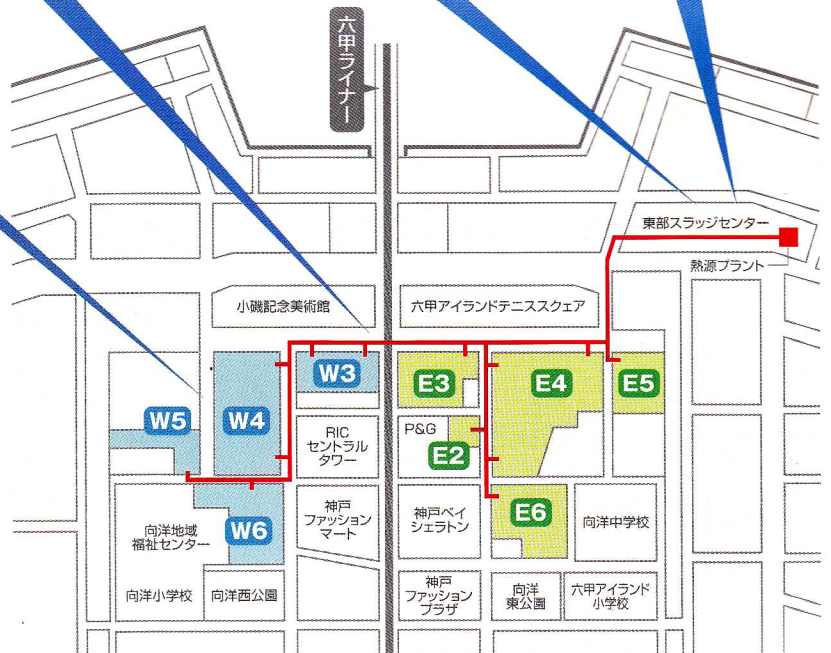 六甲ライナー
東部スラッジセンター
熱源プラント
小磯記念美術館
六甲アイランドテニススクェア
W3
E3
E4
E5
W5
W4
RIC
セントラル
タワー
P&G
E2
W6
向洋地域
福祉センター
神戸
ファッション
マート
神戸ベイ
シェラトン
E6
向洋中学校
向洋小学校
向洋西公園
神戸
ファッション
プラザ
向洋
東公園
六甲アイランド
小学校